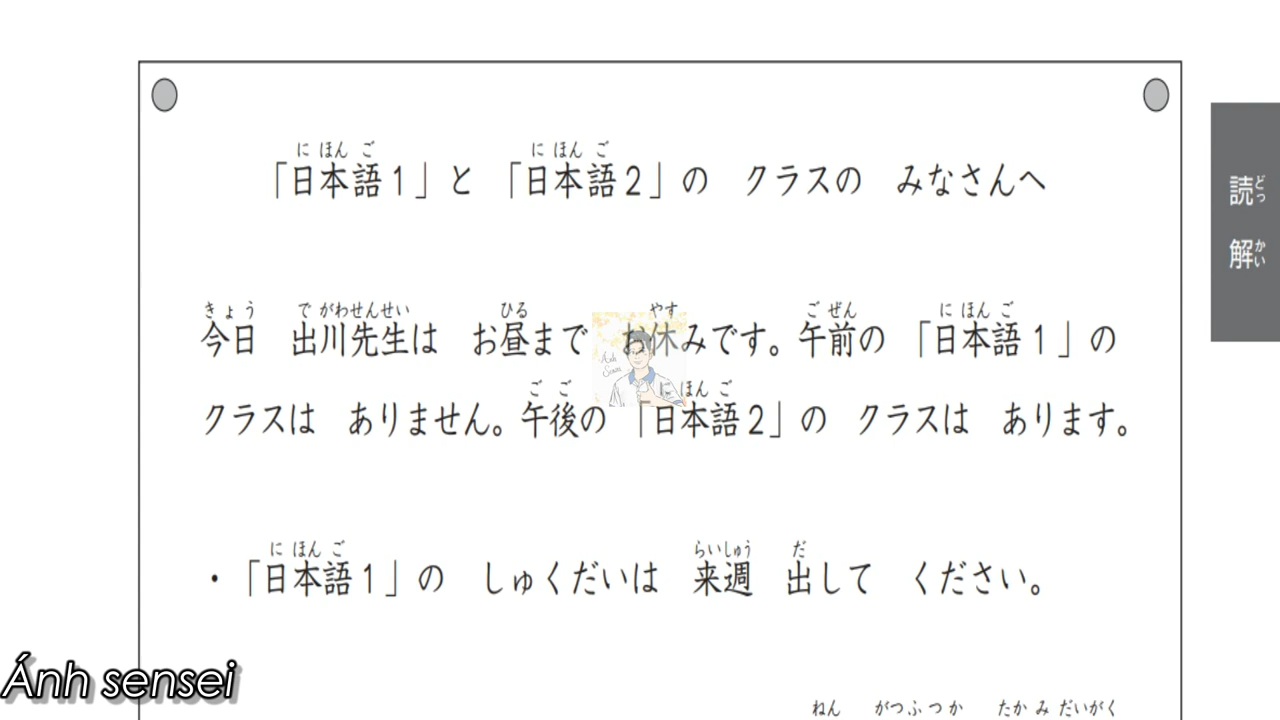 「日本語1」と 「日本語2」の クラスの みなさんへ
今日 出川先生は お昼まで お休みです。午前の 「日本語1」の
クラスは ありません。午後の 「日本語2」の クラスは あります。
・「日本語1」の しゅくだいは 来週 出して ください。
ねん がつふつか たかみだいがく
読解
Ánh sensei